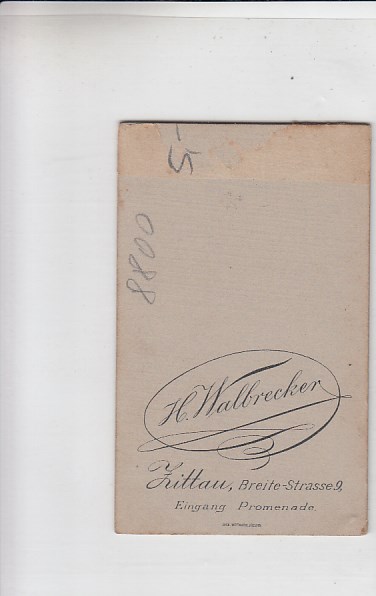 5,-
8800
H. Walbrecker
Zittau, Breite-Strasse 9,
Eingang Promenade.